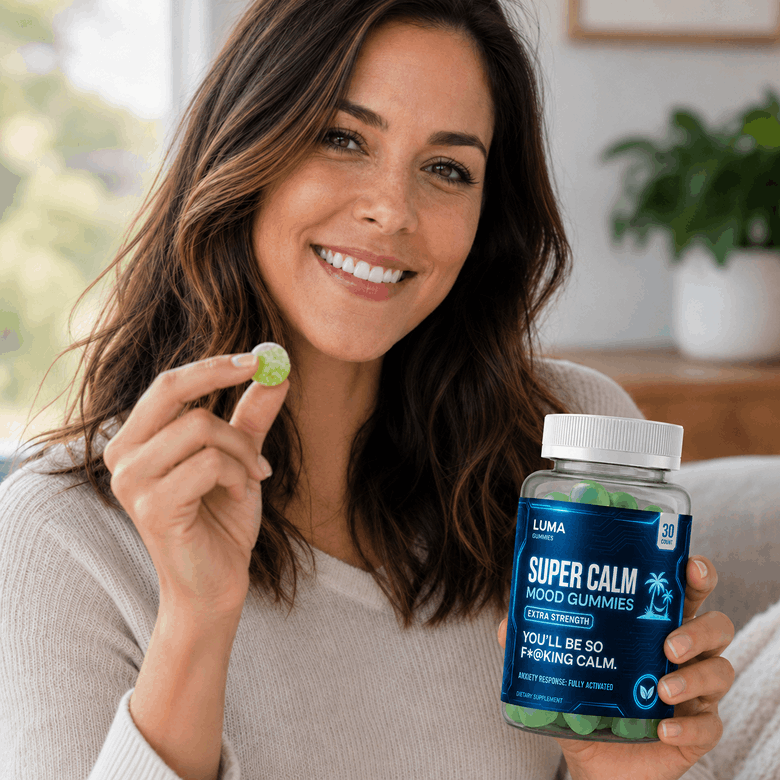 LUMA
GUMMIES
30
COUNT
SUPER CALM
MOOD GUMMIES
EXTRA STRENGTH
YOU'LL BE SO
F*@KING CALM.
ANXIETY RESPONSE: FULLY ACTIVATED
DIETARY SUPPLEMENT